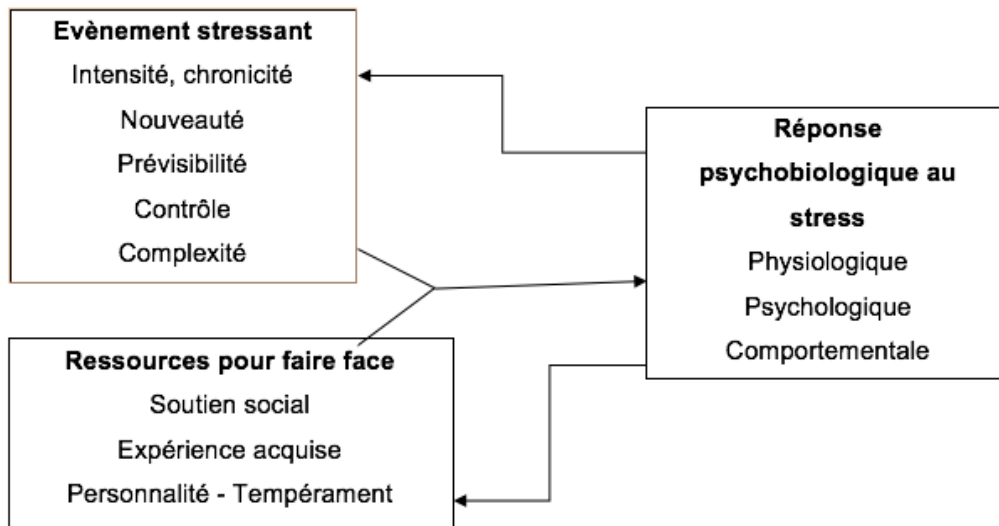 Evènement stressant
Intensité, chronicité
Nouveauté
Prévisibilité
Contrôle
Complexité
Réponse
psychobiologique au
stress
Physiologique
Psychologique
Comportementale
Ressources pour faire face
Soutien social
Expérience acquise
Personnalité - Tempérament